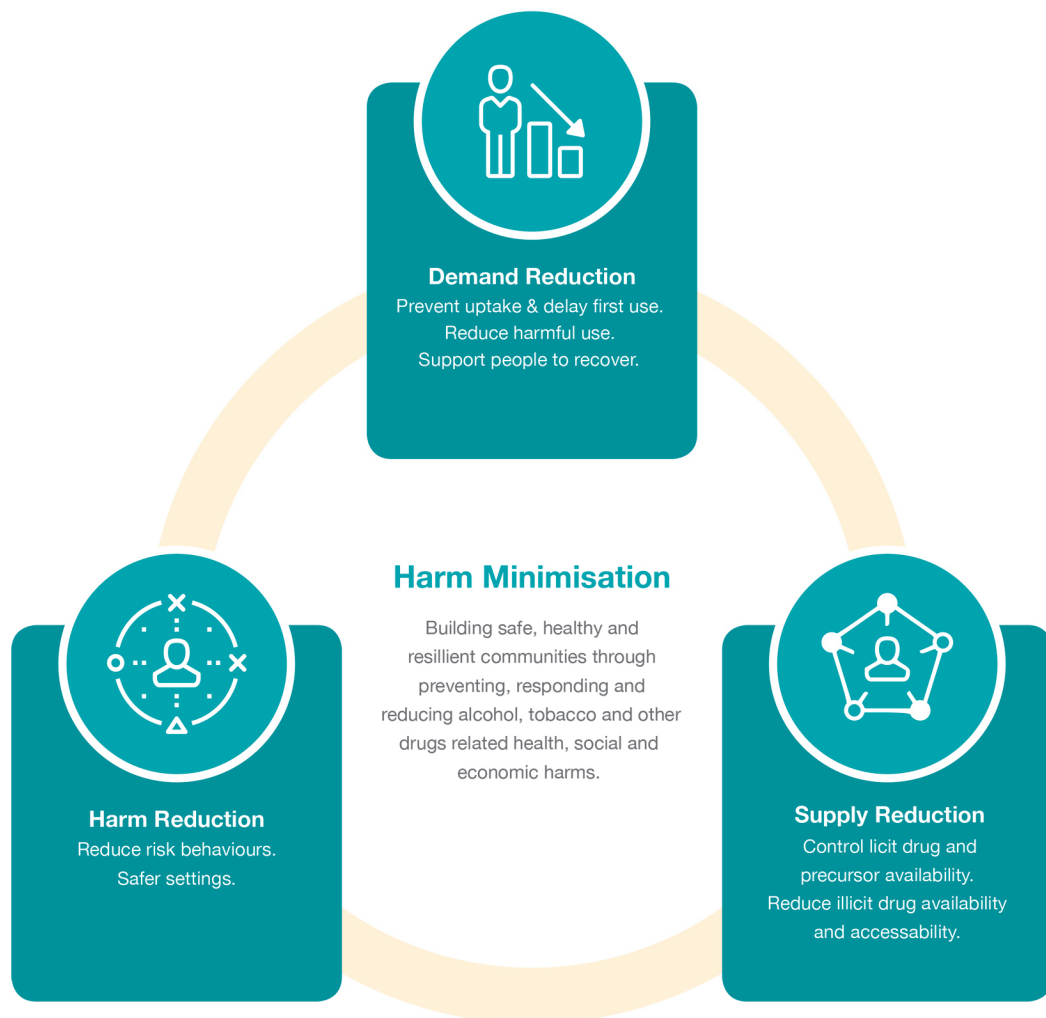 Demand Reduction
Prevent uptake & delay first use.
Reduce harmful use.
Support people to recover.
Harm Minimisation
Building safe, healthy and
resillient communities through
preventing, responding and
reducing alcohol, tobacco and other
drugs related health, social and
economic harms.
Harm Reduction
Reduce risk behaviours.
Safer settings.
Supply Reduction
Control licit drug and
precursor availability.
Reduce illicit drug availability
and accessability.